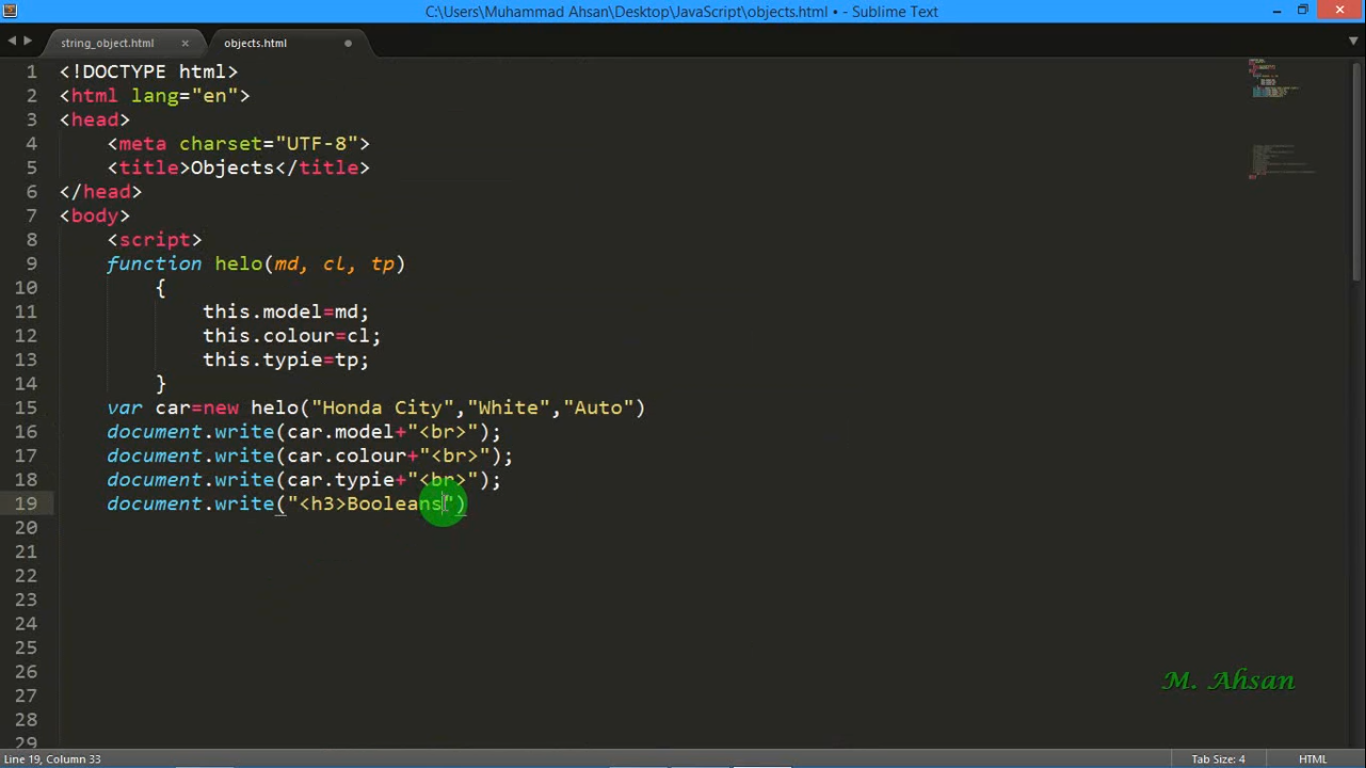 C:\Users\Muhammad Ahsan\Desktop\JavaScript\objects.html • - Sublime Text
string_object.html × objects.html
1 <!DOCTYPE html>
2 <html lang="en">
3 <head>
4 <meta charset="UTF-8">
5 <title>Objects</title>
6 </head>
7 <body>
8 <script>
9 function helo(md, cl, tp)
10 {
11 this.model=md;
12 this.colour=cl;
13 this.typie=tp;
14 }
15 var car=new helo("Honda City","White","Auto")
16 document.write(car.model+"<br>");
17 document.write(car.colour+"<br>");
18 document.write(car.typie+"<br>");
19 document.write("<h3>Booleans")
20
21
22
23
24
25
26
27
28
29
M. Ahsan
Line 19, Column 33 Tab Size: 4 HTML